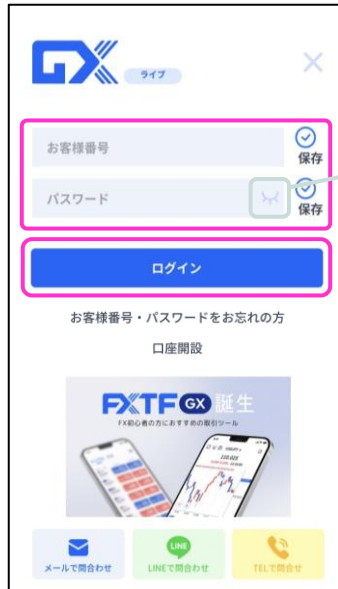 GX ライブ
お客様番号
保存
パスワード
保存
ログイン
お客様番号・パスワードをお忘れの方
口座開設
FXTF GX 誕生
FX初心者の方におすすめの取引ツール
メールで問合わせ
LINE
LINEで問合わせ
TELで問合せ